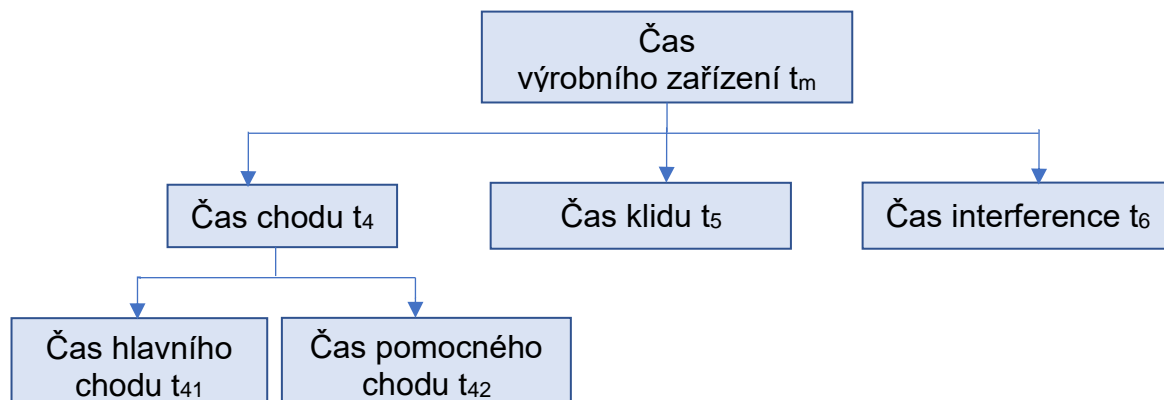 Čas
výrobního zařízení tm
Čas chodu t4
Čas klidu t5
Čas interference t6
Čas hlavního
chodu t41
Čas pomocného
chodu t42